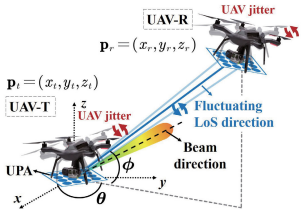 UAV-R
UAV jitter
p_r = (x_r, y_r, z_r)
p_t = (x_t, y_t, z_t)
UAV-T
z
UAV jitter
Fluctuating
LoS direction
Beam
direction
UPA
ϕ
y
x
θ